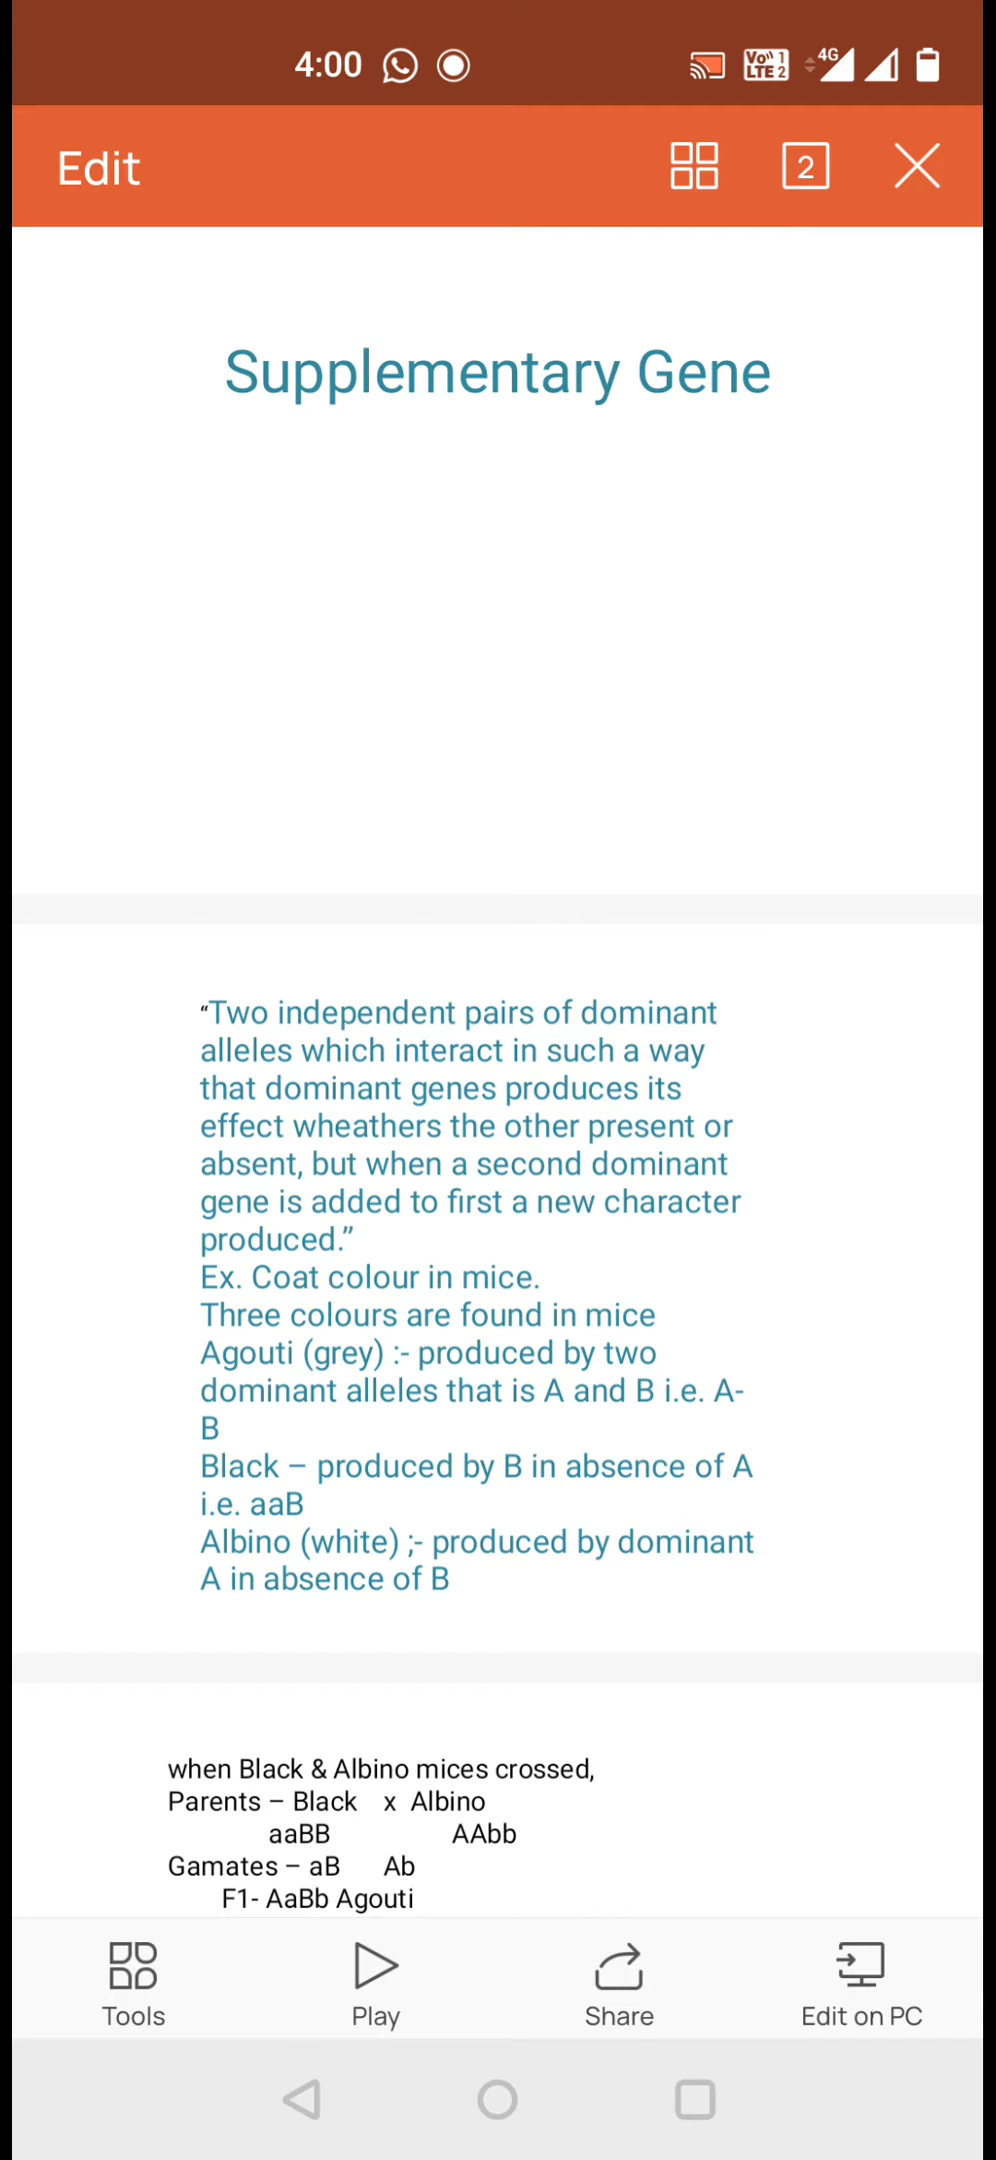 4:00
Vo)) 1
LTE 2
4G
Edit
2
Supplementary Gene
“Two independent pairs of dominant
alleles which interact in such a way
that dominant genes produces its
effect wheathers the other present or
absent, but when a second dominant
gene is added to first a new character
produced.”
Ex. Coat colour in mice.
Three colours are found in mice
Agouti (grey) :- produced by two
dominant alleles that is A and B i.e. A-
B
Black – produced by B in absence of A
i.e. aaB
Albino (white) ;- produced by dominant
A in absence of B
when Black & Albino mices crossed,
Parents – Black x Albino
aaBB AAbb
Gamates – aB Ab
F1- AaBb Agouti
Tools Play Share Edit on PC